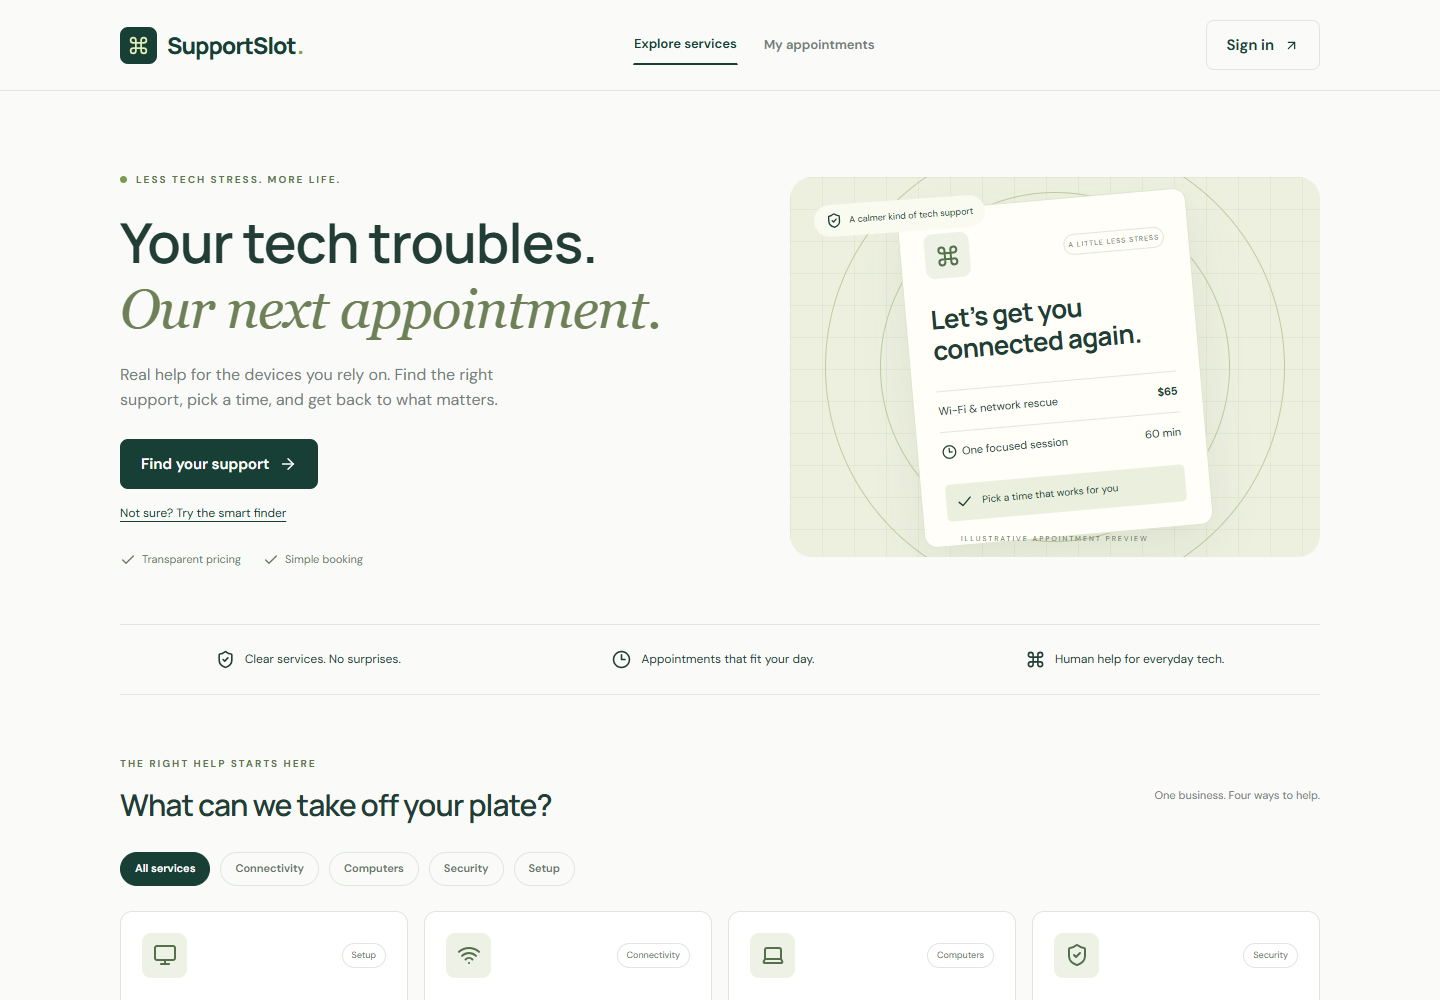 SupportSlot.
Explore services
My appointments
Sign in
LESS TECH STRESS. MORE LIFE.
Your tech troubles.
Our next appointment.
Real help for the devices you rely on. Find the right
support, pick a time, and get back to what matters.
Find your support
Not sure? Try the smart finder
Transparent pricing
Simple booking
A calmer kind of tech support
A LITTLE LESS STRESS
Let's get you
connected again.
Wi-Fi & network rescue
$65
One focused session
60 min
Pick a time that works for you
ILLUSTRATIVE APPOINTMENT PREVIEW
Clear services. No surprises.
Appointments that fit your day.
Human help for everyday tech.
THE RIGHT HELP STARTS HERE
What can we take off your plate?
One business. Four ways to help.
All services
Connectivity
Computers
Security
Setup
Setup
Connectivity
Computers
Security